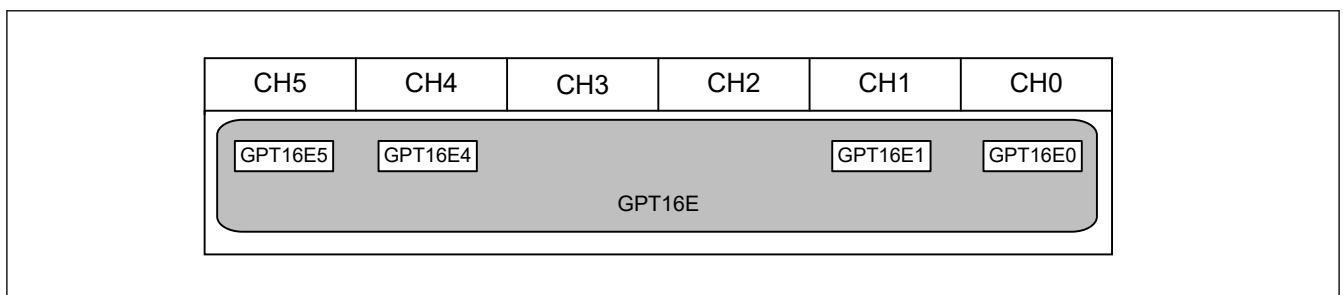 CH5 CH4 CH3 CH2 CH1 CH0
GPT16E5 GPT16E4 GPT16E1 GPT16E0
GPT16E